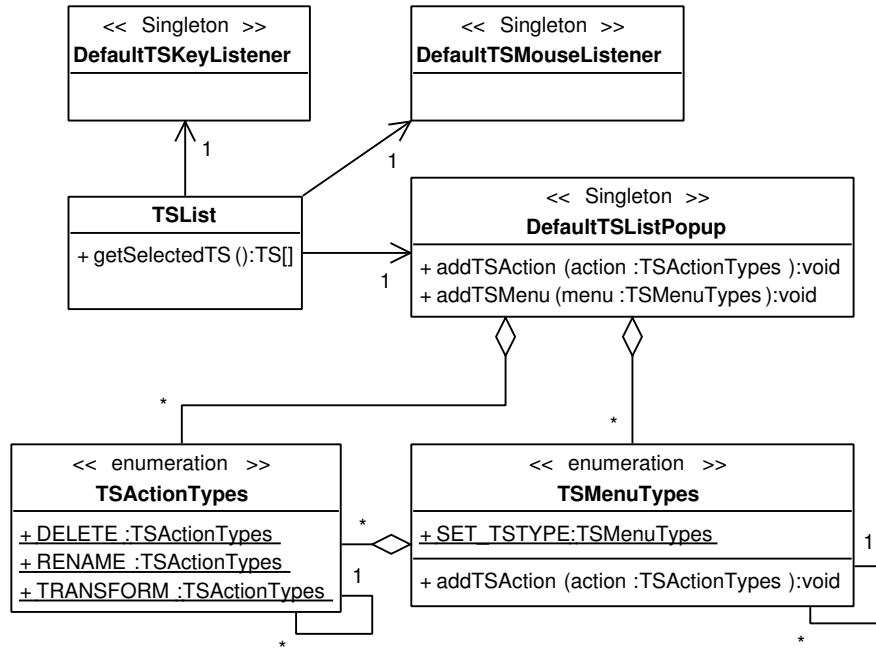 << Singleton >>
DefaultTSKeyListener
<< Singleton >>
DefaultTSMouseListener
1
1
TSList
+ getSelectedTS ():TS[]
1
<< Singleton >>
DefaultTSListPopup
+ addTSAction (action :TSActionTypes ):void
+ addTSMenu (menu :TSMenuTypes ):void
*
*
<< enumeration >>
TSActionTypes
+ DELETE :TSActionTypes
+ RENAME :TSActionTypes
+ TRANSFORM :TSActionTypes
*
1
*
<< enumeration >>
TSMenuTypes
+ SET_TSTYPE:TSMenuTypes
+ addTSAction (action :TSActionTypes ):void
1
*